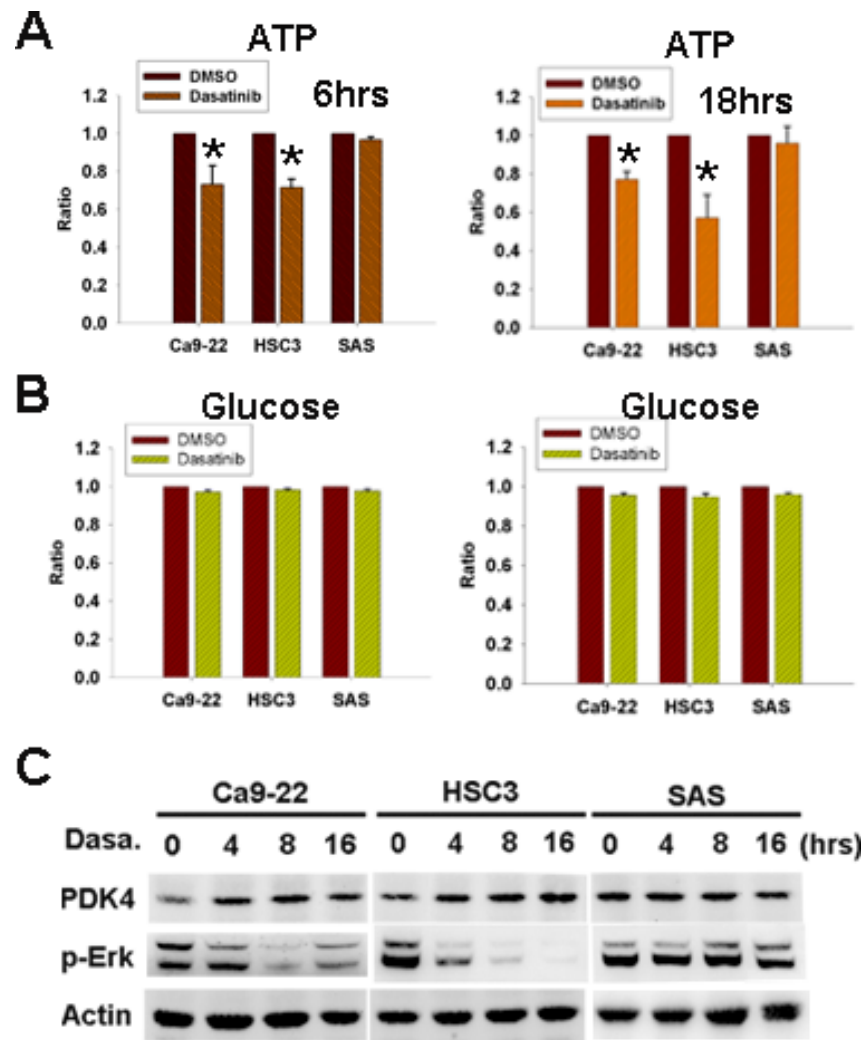 A
ATP
DMSO
Dasatinib
6hrs
1.2
1.0
0.8
0.6
0.4
0.2
0.0
Ratio
*
*
Ca9-22 HSC3 SAS
ATP
DMSO
Dasatinib
18hrs
1.2
1.0
0.8
0.6
0.4
0.2
0.0
Ratio
*
*
Ca9-22 HSC3 SAS
B
Glucose
DMSO
Dasatinib
1.2
1.0
0.8
0.6
0.4
0.2
0.0
Ratio
Ca9-22 HSC3 SAS
Glucose
DMSO
Dasatinib
1.2
1.0
0.8
0.6
0.4
0.2
0.0
Ratio
Ca9-22 HSC3 SAS
C
Ca9-22 HSC3 SAS
Dasa. 0 4 8 16 0 4 8 16 0 4 8 16 (hrs)
PDK4
p-Erk
Actin